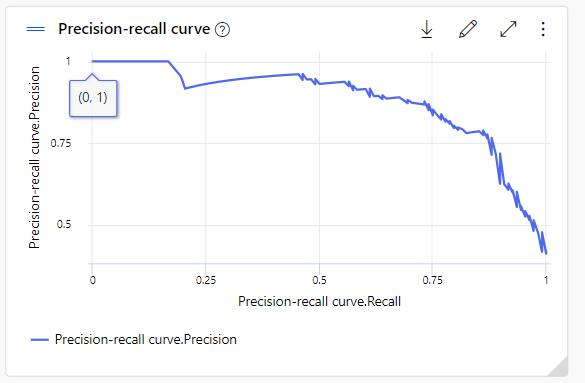 Precision-recall curve
Precision-recall curve.Precision
1
0.75
0.5
(0, 1)
0
0.25
0.5
0.75
1
Precision-recall curve.Recall
Precision-recall curve.Precision